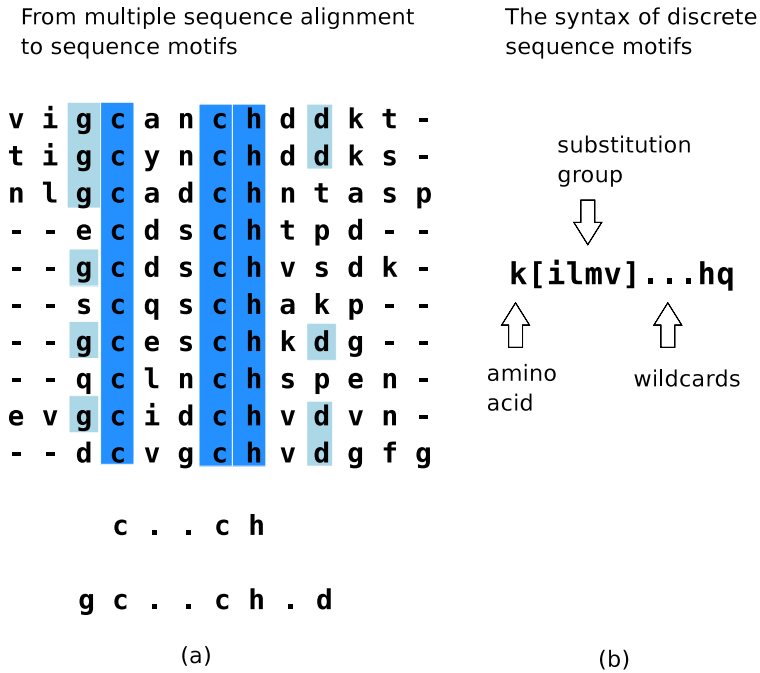 From multiple sequence alignment
to sequence motifs
v i g c a n c h d d k t -
t i g c y n c h d d k s -
n l g c a d c h n t a s p
- - e c d s c h t p d - -
- - g c d s c h v s d k -
- - s c q s c h a k p - -
- - g c e s c h k d g - -
- - q c l n c h s p e n -
e v g c i d c h v d v n -
- - d c v g c h v d g f g
c . . c h
g c . . c h . d
(a)
The syntax of discrete
sequence motifs
substitution
group
k[ilmv]...hq
amino
acid
wildcards
(b)